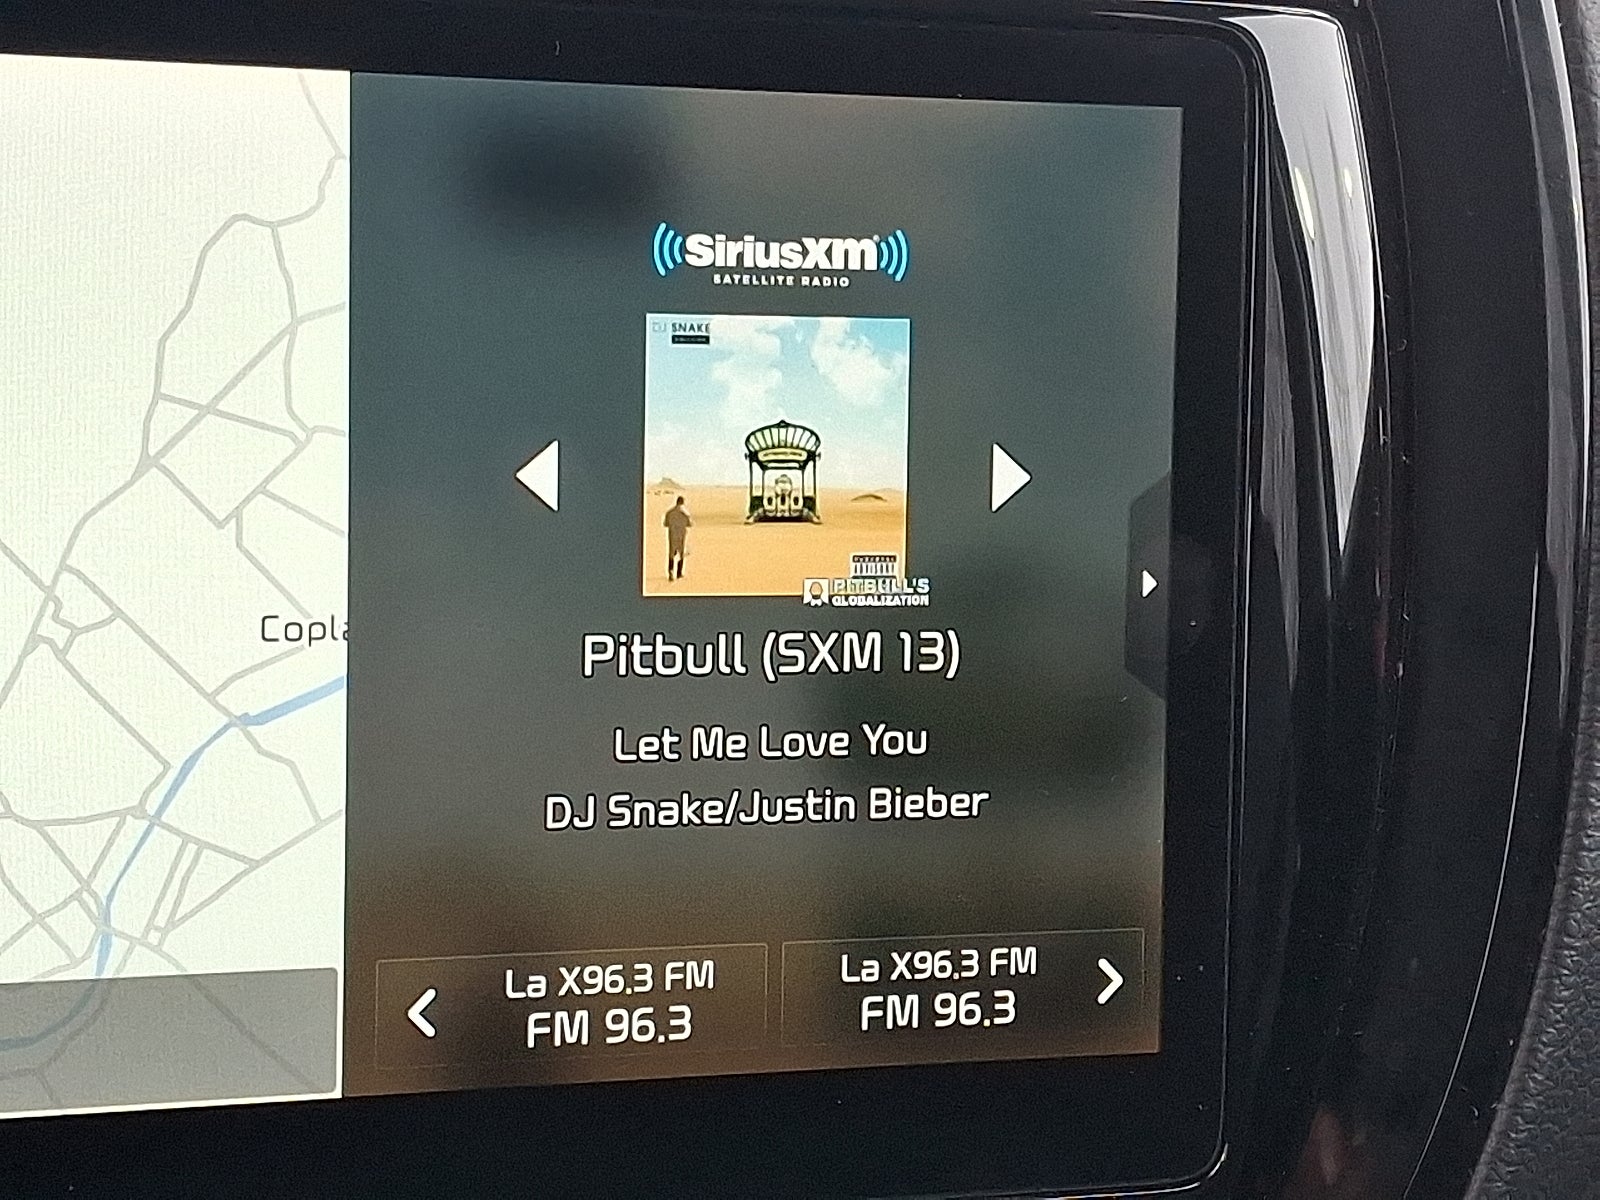 SiriusXM
SATELLITE RADIO
DJ SNAKE
PITBULL'S
GLOBALIZATION
Pitbull (SXM 13)
Let Me Love You
DJ Snake/Justin Bieber
Copla
La X96.3 FM
FM 96.3
La X96.3 FM
FM 96.3